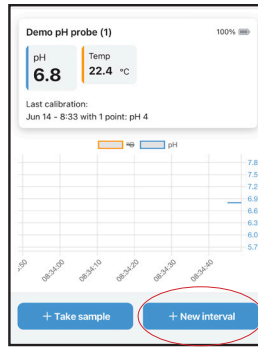 Demo pH probe (1) 100%
pH Temp
6.8 22.4 °C
Last calibration:
Jun 14 - 8:33 with 1 point: pH 4
°C pH
7.8
7.5
7.2
6.9
6.6
6.3
6.0
5.7
:50 08:34:00 08:34:10 08:34:20 08:34:30 08:34:40
+ Take sample + New interval